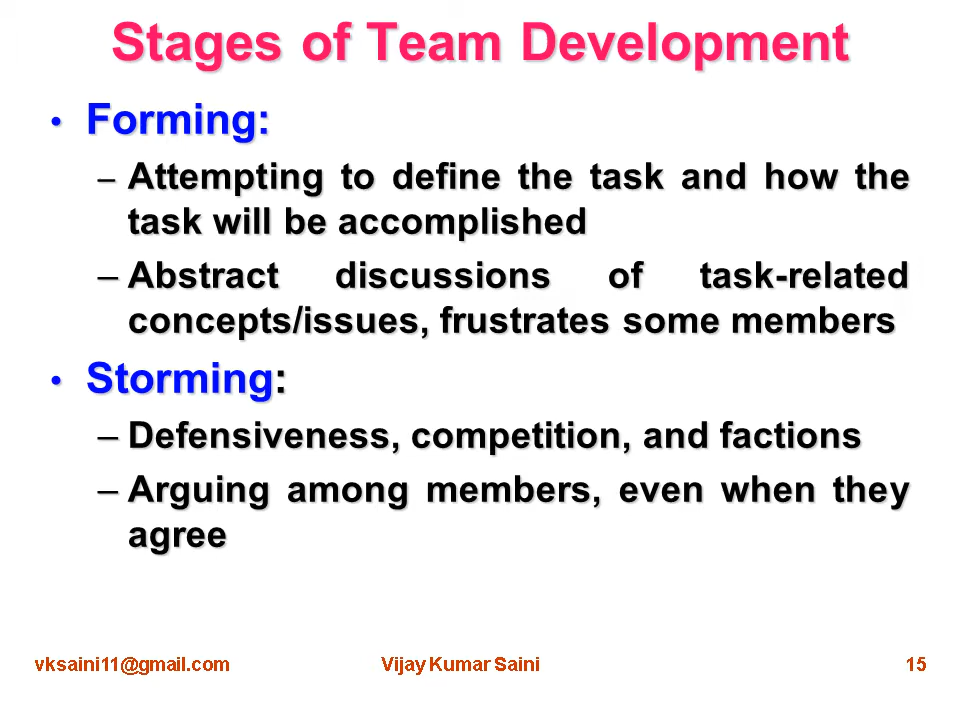 Stages of Team Development
• Forming:
– Attempting to define the task and how the
task will be accomplished
– Abstract discussions of task-related
concepts/issues, frustrates some members
• Storming:
– Defensiveness, competition, and factions
– Arguing among members, even when they
agree
vksaini11@gmail.com Vijay Kumar Saini 15